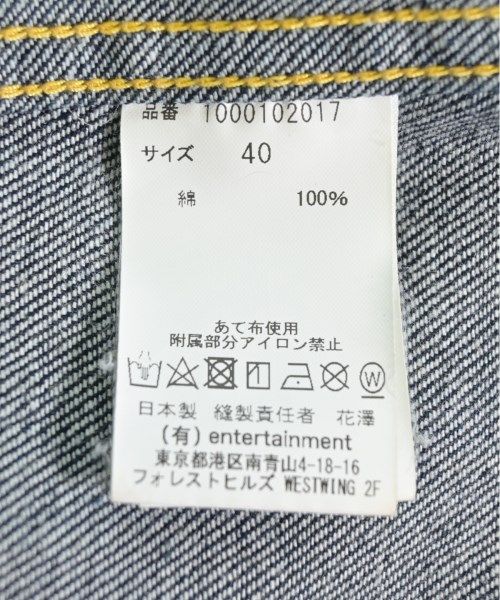 品番 1000102017
サイズ 40
綿 100%
あて布使用
附属部分アイロン禁止
W
日本製 縫製責任者 花澤
(有) entertainment
東京都港区南青山4-18-16
フォレストヒルズ WESTWING 2F